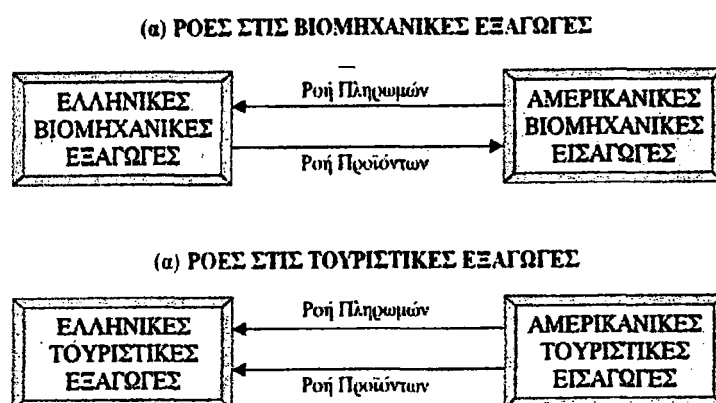 (α) ΡΟΕΣ ΣΤΙΣ ΒΙΟΜΗΧΑΝΙΚΕΣ ΕΞΑΓΩΓΕΣ
ΕΛΛΗΝΙΚΕΣ
ΒΙΟΜΗΧΑΝΙΚΕΣ
ΕΞΑΓΩΓΕΣ
Ροή Πληρωμών
Ροή Προϊόντων
ΑΜΕΡΙΚΑΝΙΚΕΣ
ΒΙΟΜΗΧΑΝΙΚΕΣ
ΕΙΣΑΓΩΓΕΣ
(α) ΡΟΕΣ ΣΤΙΣ ΤΟΥΡΙΣΤΙΚΕΣ ΕΞΑΓΩΓΕΣ
ΕΛΛΗΝΙΚΕΣ
ΤΟΥΡΙΣΤΙΚΕΣ
ΕΞΑΓΩΓΕΣ
Ροή Πληρωμών
Ροή Προϊόντων
ΑΜΕΡΙΚΑΝΙΚΕΣ
ΤΟΥΡΙΣΤΙΚΕΣ
ΕΙΣΑΓΩΓΕΣ